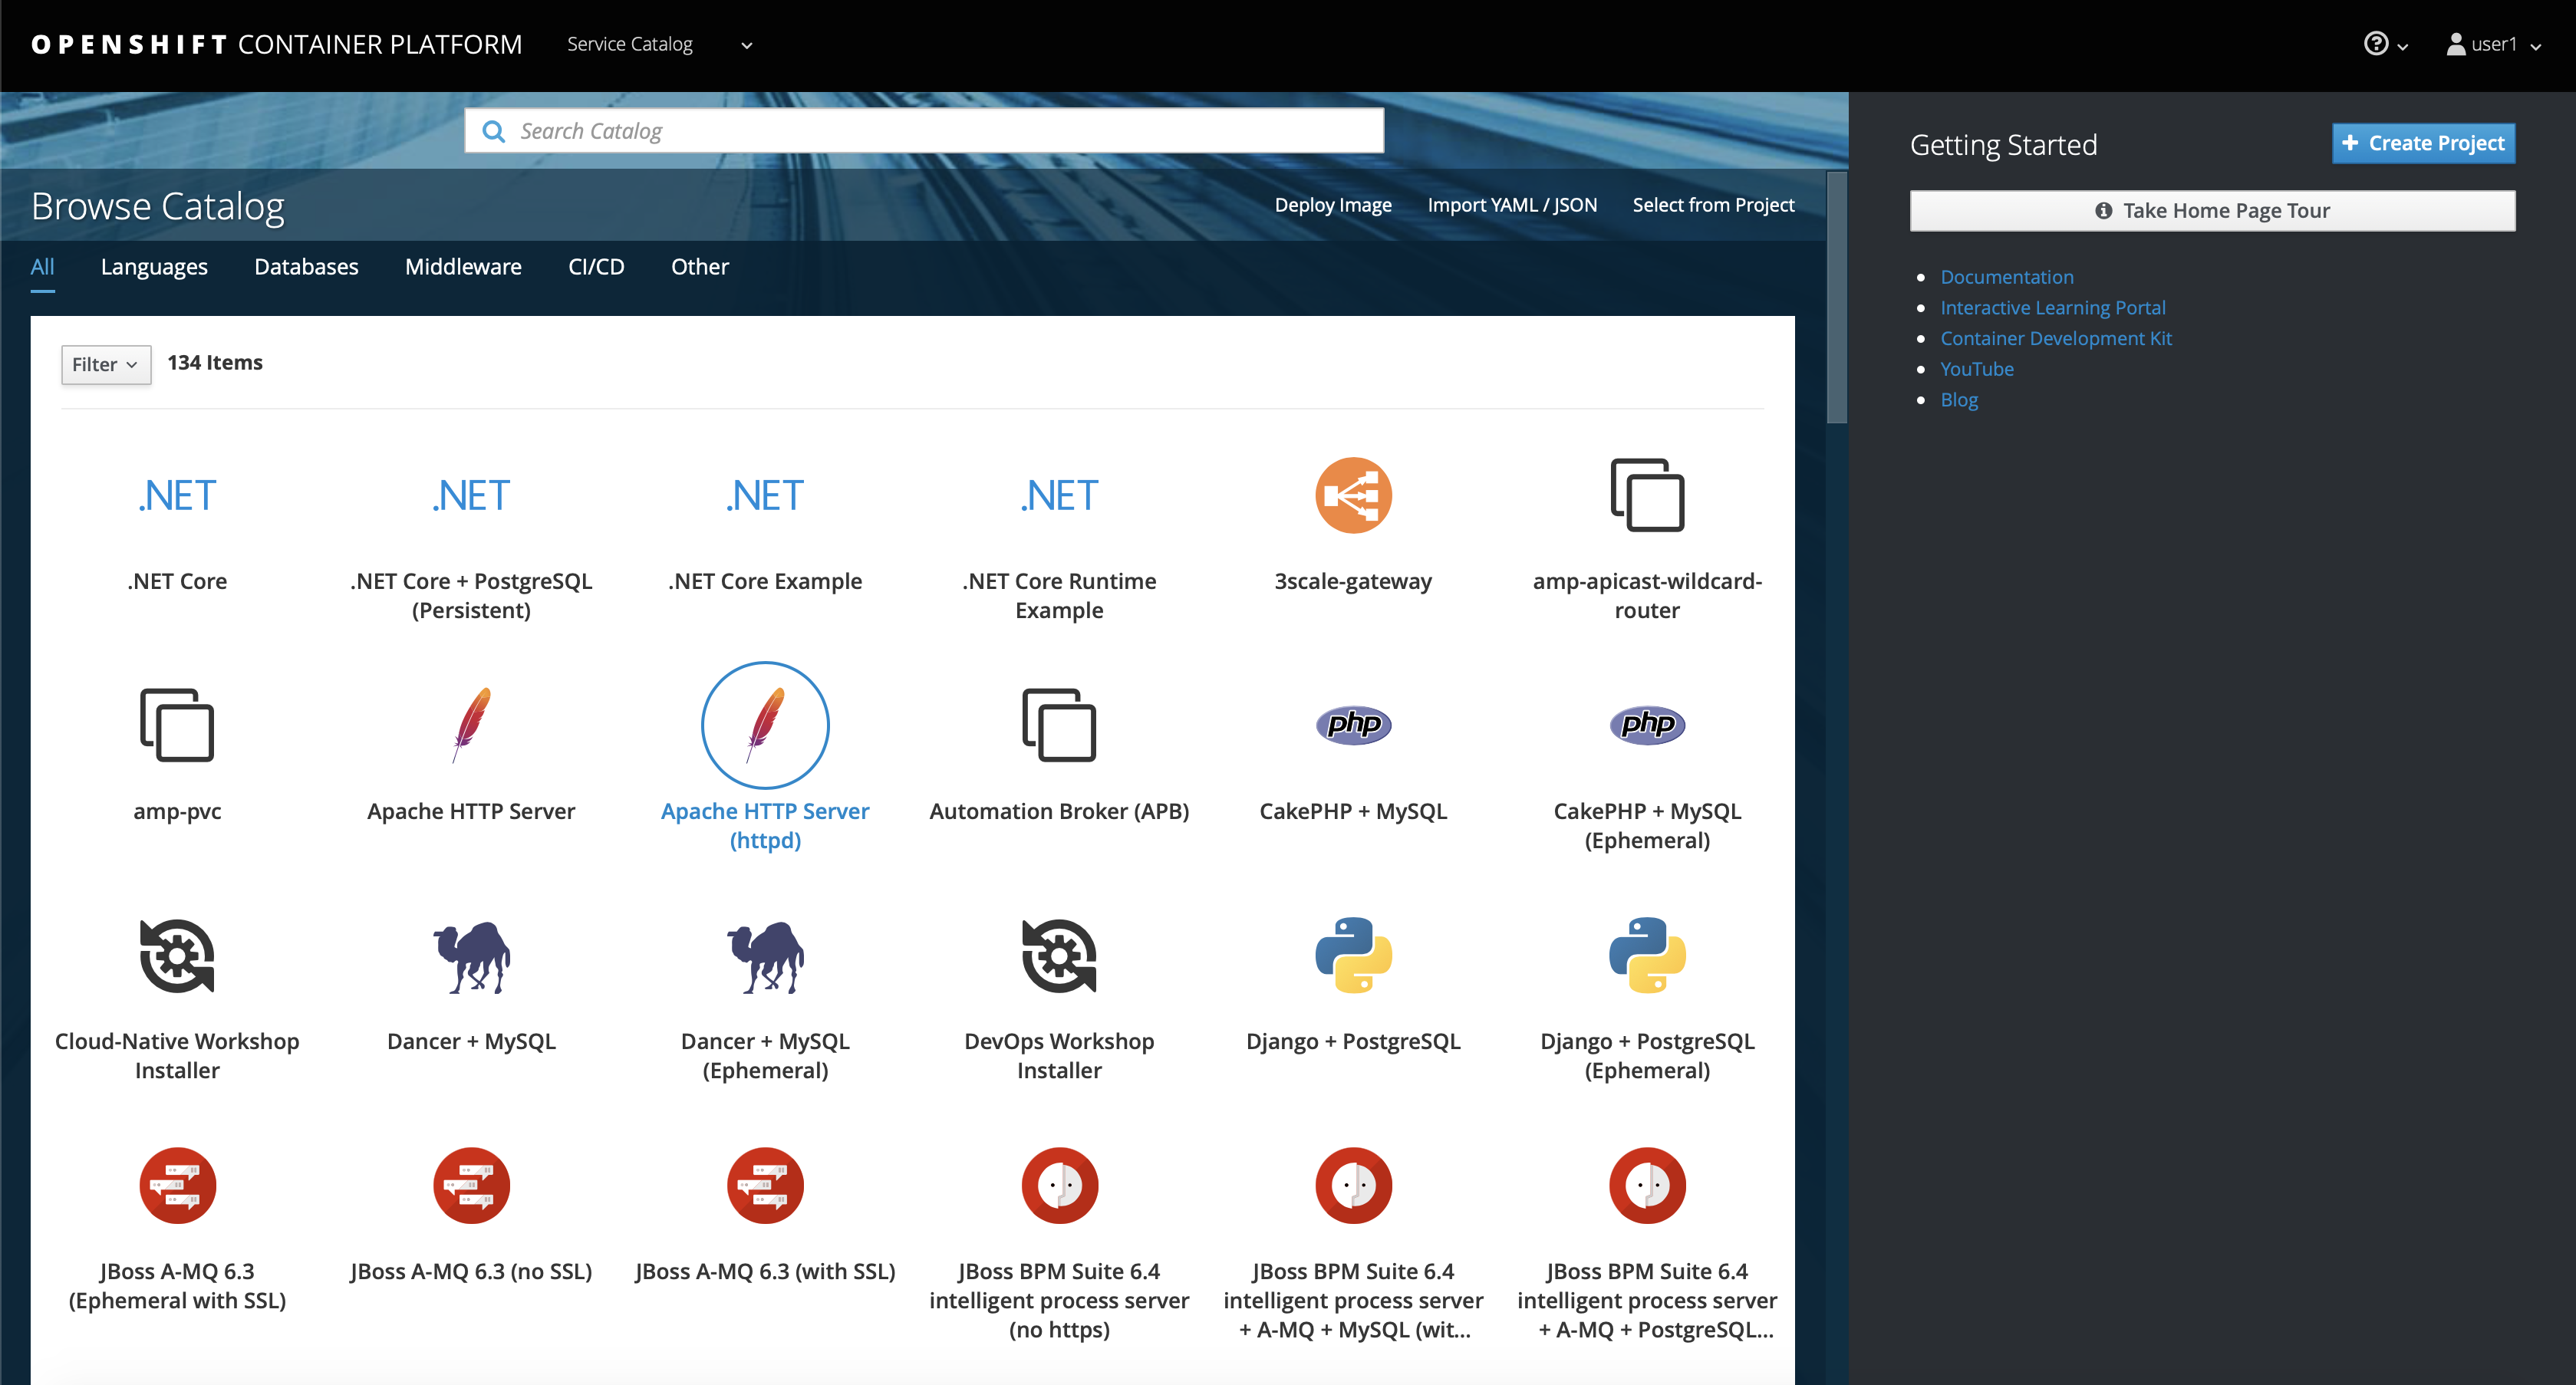 OPENSHIFT CONTAINER PLATFORM
Service Catalog
user1
Search Catalog
Browse Catalog
Deploy Image
Import YAML / JSON
Select from Project
All
Languages
Databases
Middleware
CI/CD
Other
Filter
134 Items
.NET
.NET
.NET
.NET
.NET Core
.NET Core + PostgreSQL
(Persistent)
.NET Core Example
.NET Core Runtime
Example
3scale-gateway
amp-apicast-wildcard-
router
php
php
amp-pvc
Apache HTTP Server
Apache HTTP Server
(httpd)
Automation Broker (APB)
CakePHP + MySQL
CakePHP + MySQL
(Ephemeral)
Cloud-Native Workshop
Installer
Dancer + MySQL
Dancer + MySQL
(Ephemeral)
DevOps Workshop
Installer
Django + PostgreSQL
Django + PostgreSQL
(Ephemeral)
JBoss A-MQ 6.3
(Ephemeral with SSL)
JBoss A-MQ 6.3 (no SSL)
JBoss A-MQ 6.3 (with SSL)
JBoss BPM Suite 6.4
intelligent process server
(no https)
JBoss BPM Suite 6.4
intelligent process server
+ A-MQ + MySQL (wit...
JBoss BPM Suite 6.4
intelligent process server
+ A-MQ + PostgreSQL...
Getting Started
+ Create Project
Take Home Page Tour
Documentation
Interactive Learning Portal
Container Development Kit
YouTube
Blog